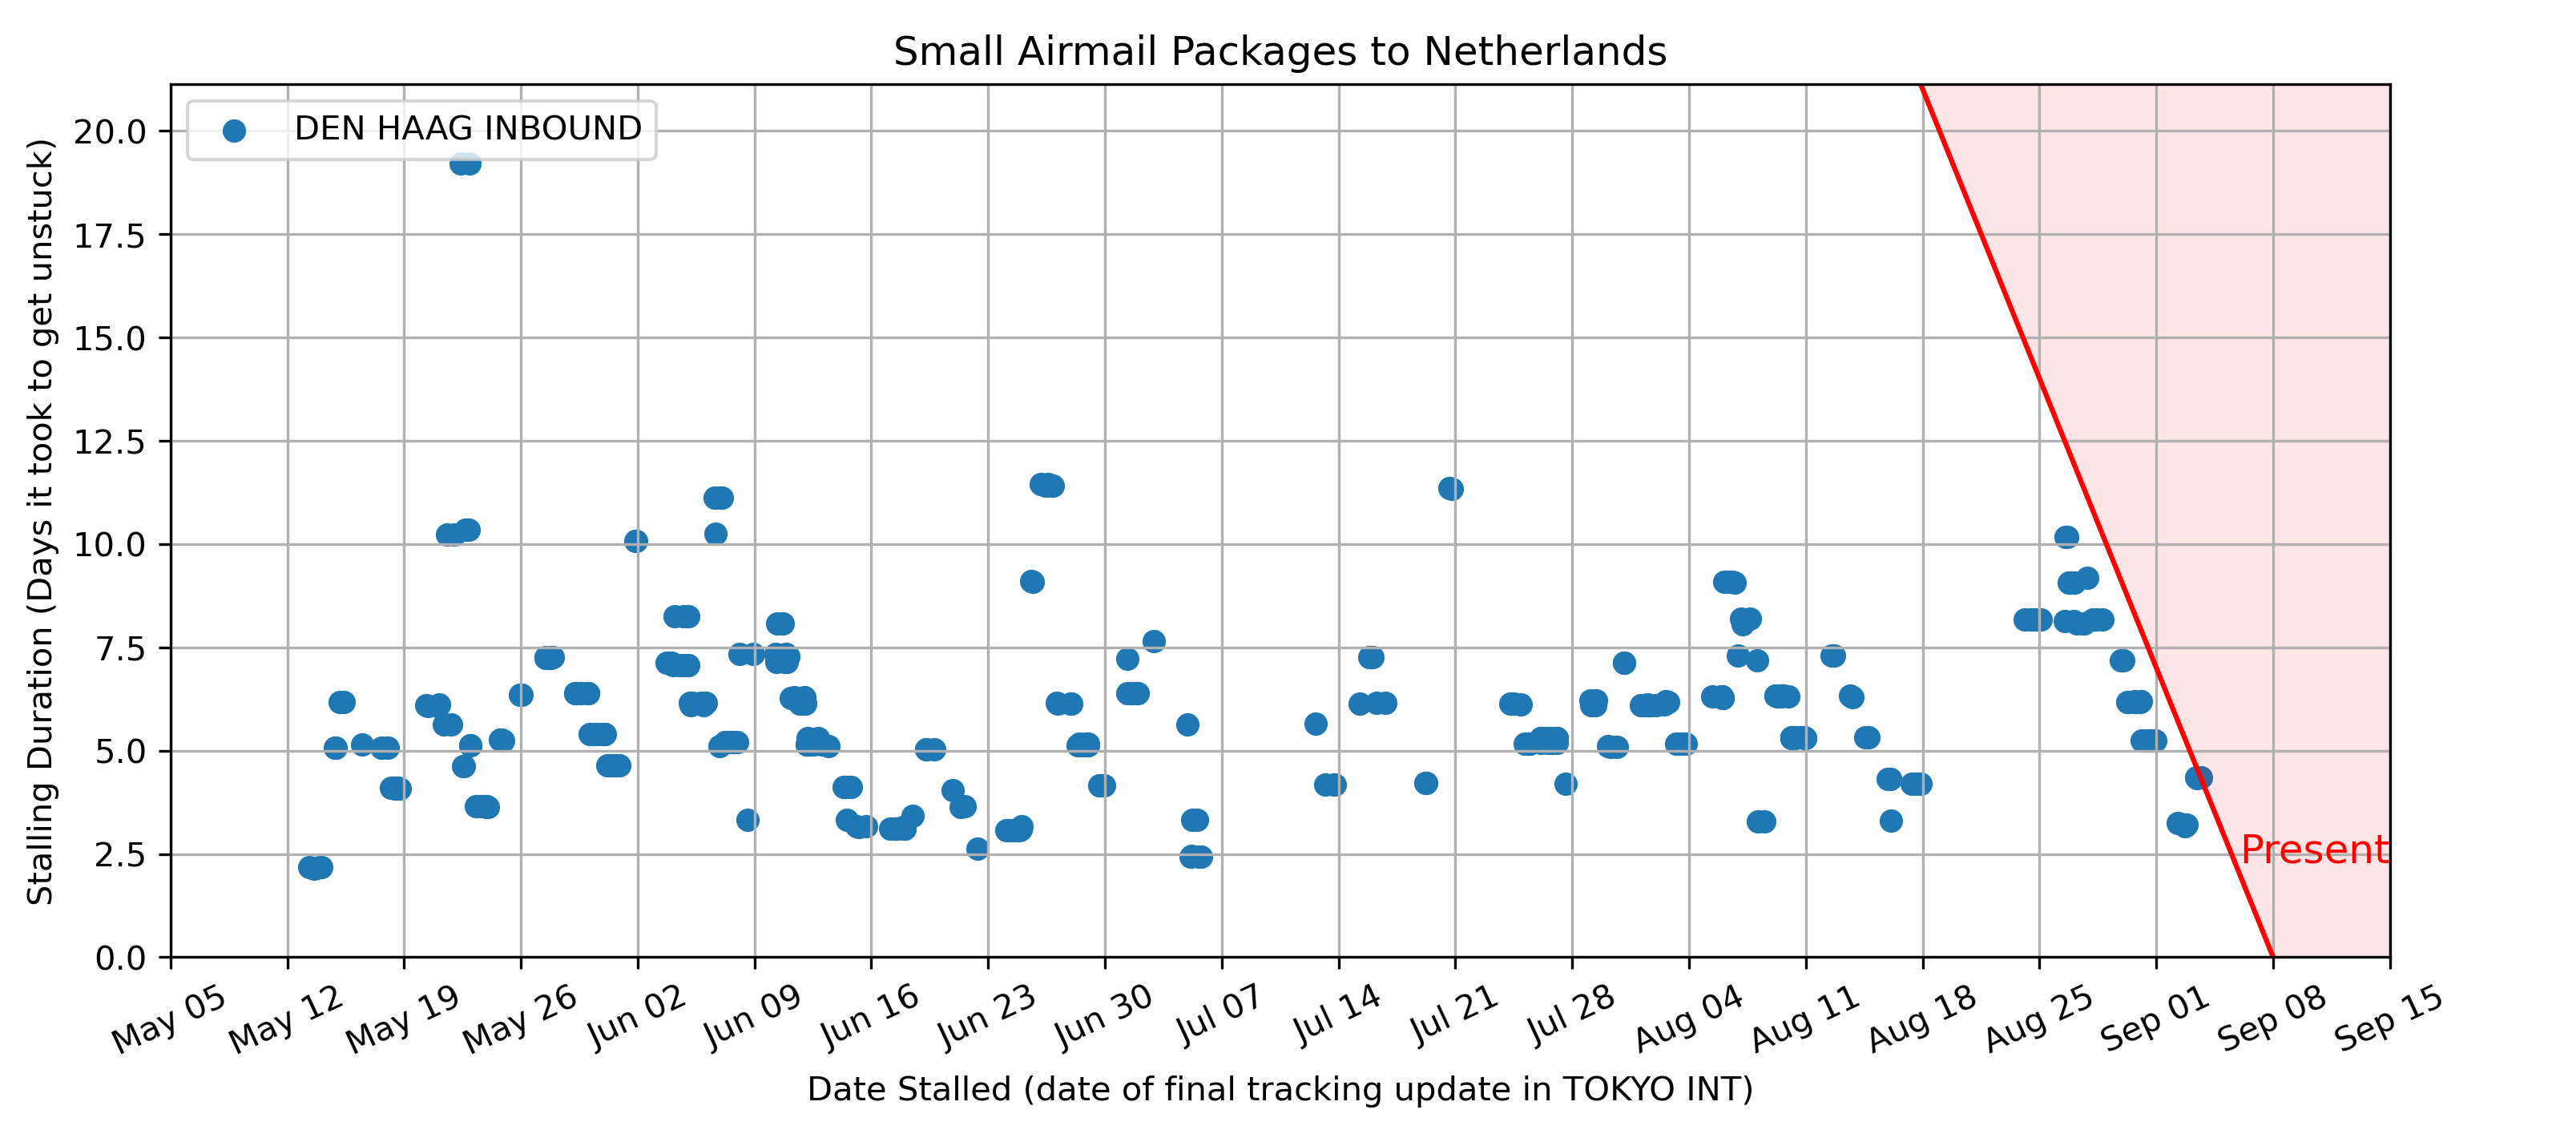 Small Airmail Packages to Netherlands
DEN HAAG INBOUND
Stalling Duration (Days it took to get unstuck)
20.0
17.5
15.0
12.5
10.0
7.5
5.0
2.5
0.0
Present
May 05
May 12
May 19
May 26
Jun 02
Jun 09
Jun 16
Jun 23
Jun 30
Jul 07
Jul 14
Jul 21
Jul 28
Aug 04
Aug 11
Aug 18
Aug 25
Sep 01
Sep 08
Sep 15
Date Stalled (date of final tracking update in TOKYO INT)